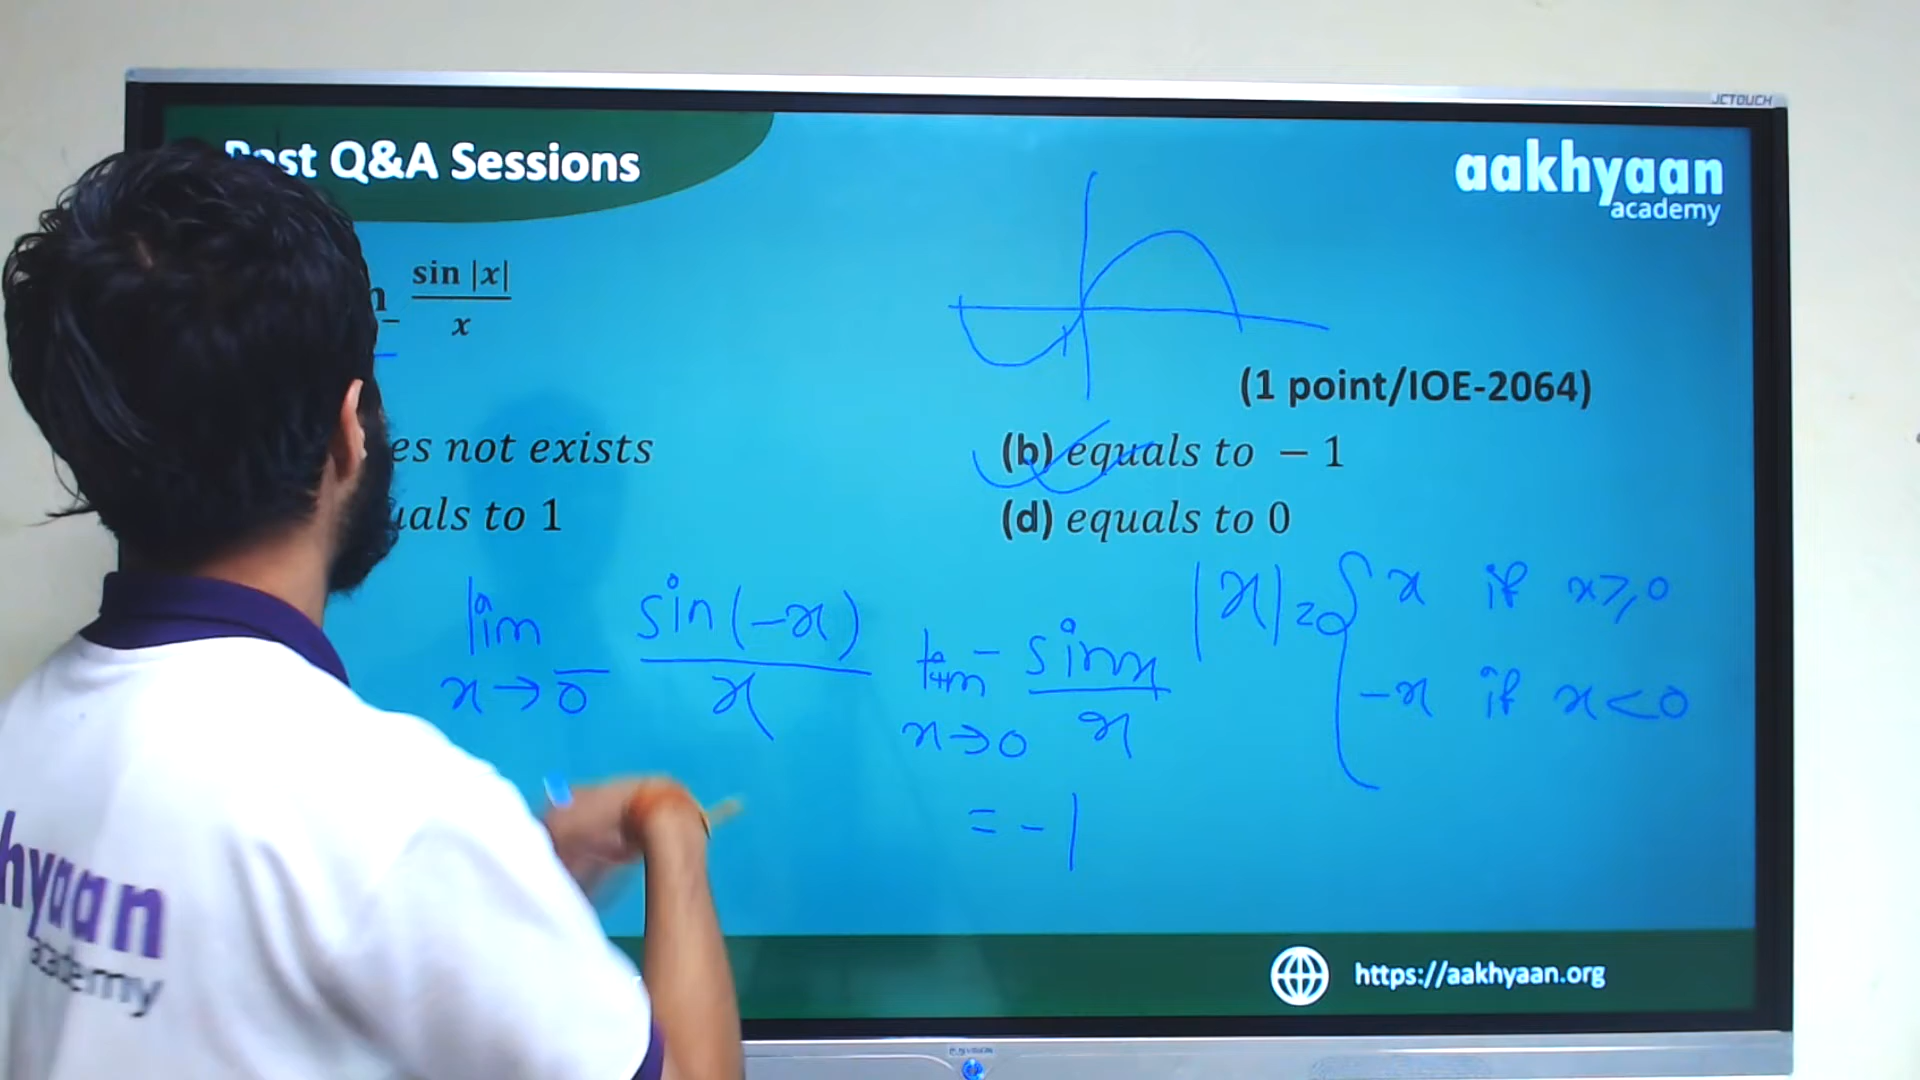 JCTOUCH
Past Q&A Sessions
aakhyaan
academy
sin |x|
x
(1 point/IOE-2064)
es not exists
(b) equals to − 1
uals to 1
(d) equals to 0
lim sin(-x)
x→0⁻ x
lim - sinx
x→0 x
= -1
|x| = { x if x≥0
-x if x<0
hyaan
academy
https://aakhyaan.org